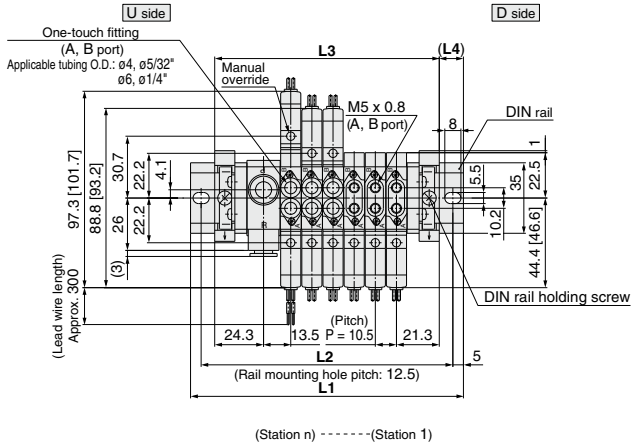 U side
D side
One-touch fitting
(A, B port)
Applicable tubing O.D.: ø4, ø5/32"
ø6, ø1/4"
Manual
override
L3
(L4)
M5 x 0.8
(A, B port)
8
DIN rail
97.3 [101.7]
88.8 [93.2]
30.7
22.2
4.1
26
22.2
(3)
1
5.5
35
22.5
10.2
44.4 [46.6]
R
(Lead wire length)
Approx. 300
DIN rail holding screw
24.3
13.5
(Pitch)
P = 10.5
21.3
L2
5
(Rail mounting hole pitch: 12.5)
L1
(Station n) -------(Station 1)